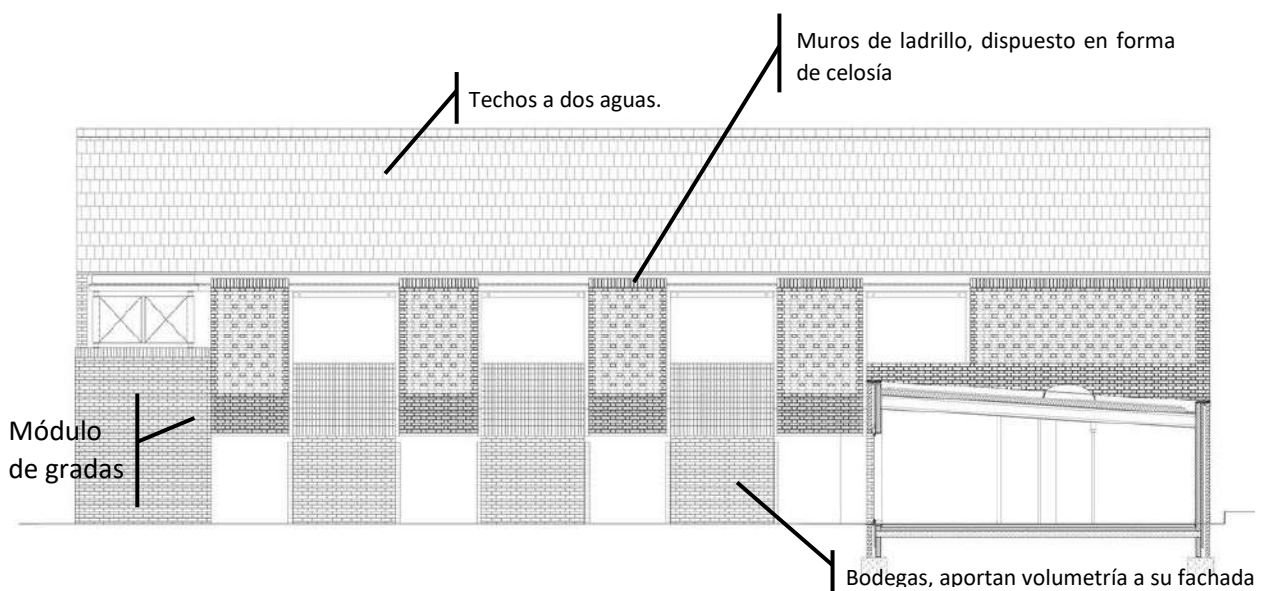 Muros de ladrillo, dispuesto en forma
de celosía
Techos a dos aguas.
Módulo
de gradas
Bodegas, aportan volumetría a su fachada